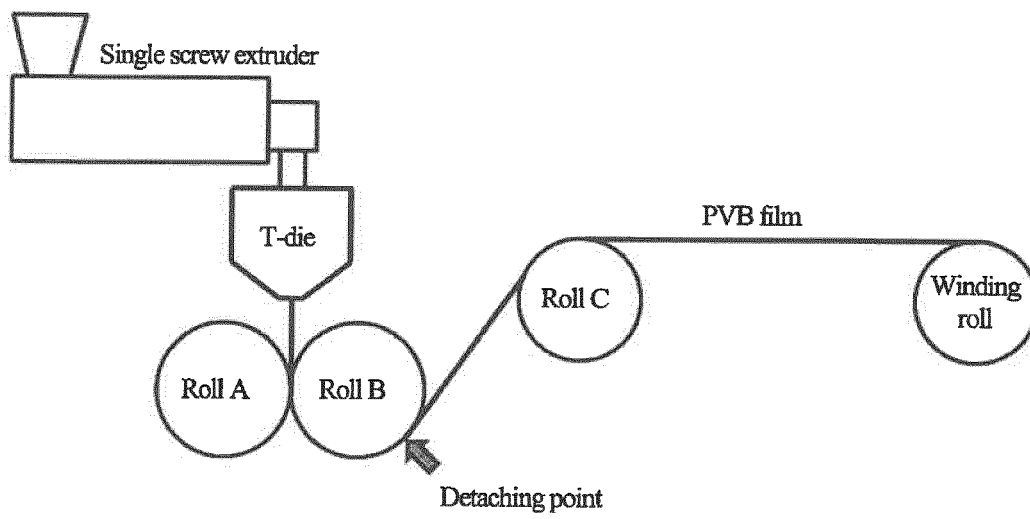 Single screw extruder
T-die
PVB film
Roll C
Winding
roll
Roll A
Roll B
Detaching point